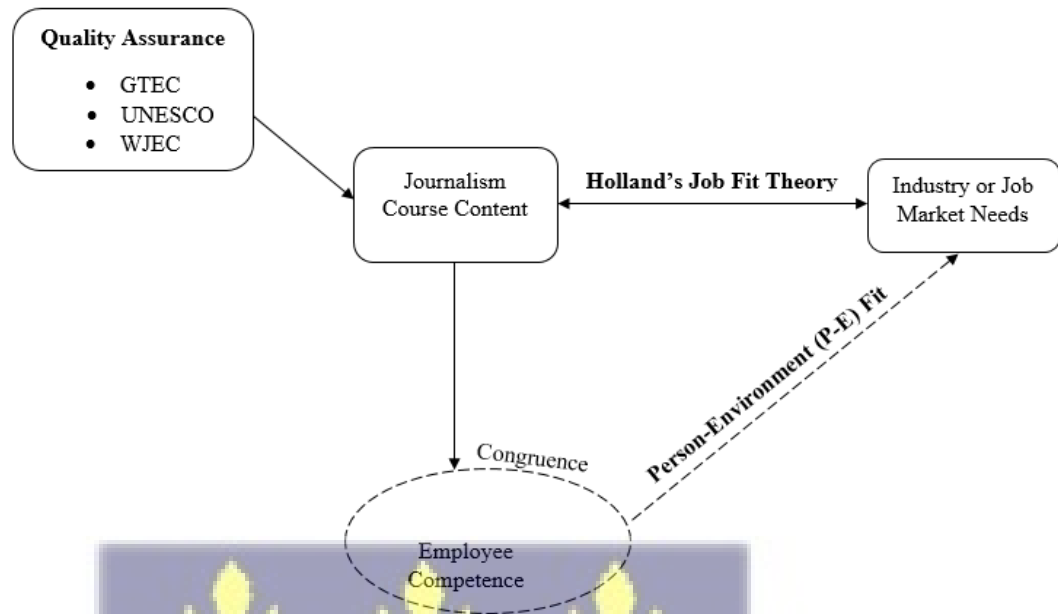 Quality Assurance
• GTEC
• UNESCO
• WJEC
Journalism
Course Content
Holland's Job Fit Theory
Industry or Job
Market Needs
Person-Environment (P-E) Fit
Congruence
Employee
Competence